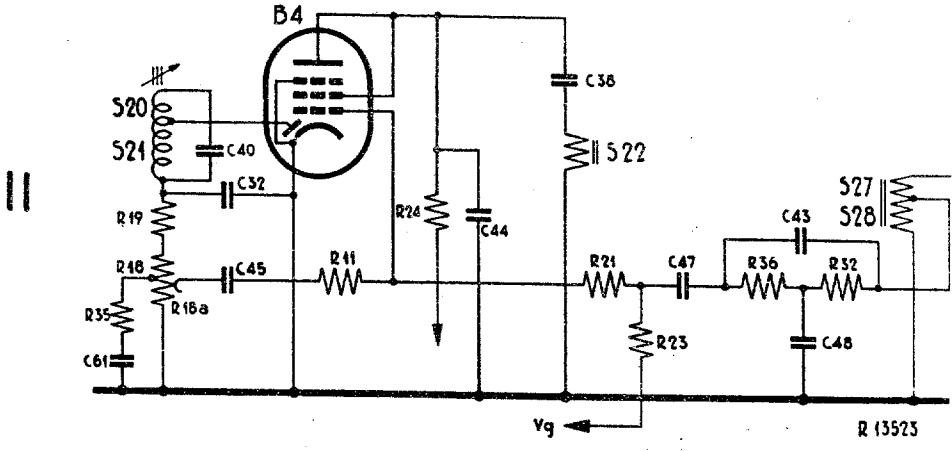 B4
S20
S21
C40
C32
R19
R18
R18a
C45
R11
R35
C61
R24
C44
C38
S22
R21
C47
R23
Vg
C43
R36
R32
C48
S27
S28
R 13523